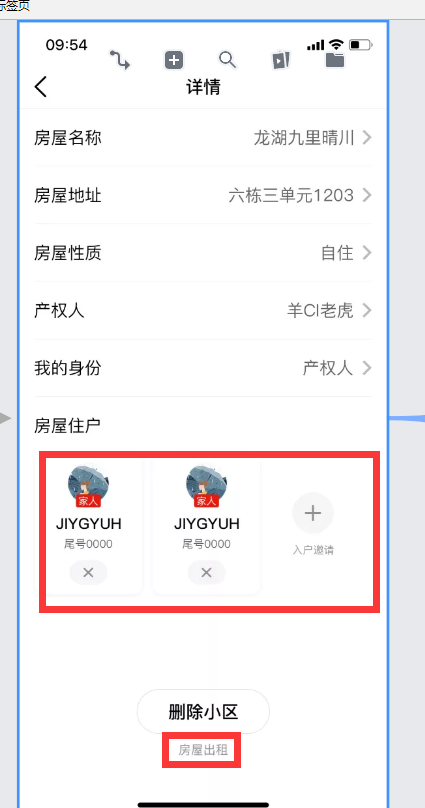 标签页
09:54
详情
房屋名称 龙湖九里晴川
房屋地址 六栋三单元1203
房屋性质 自住
产权人 羊CI老虎
我的身份 产权人
房屋住户
家人 家人
JIYGYUH JIYGYUH
尾号0000 尾号0000
入户邀请
删除小区
房屋出租